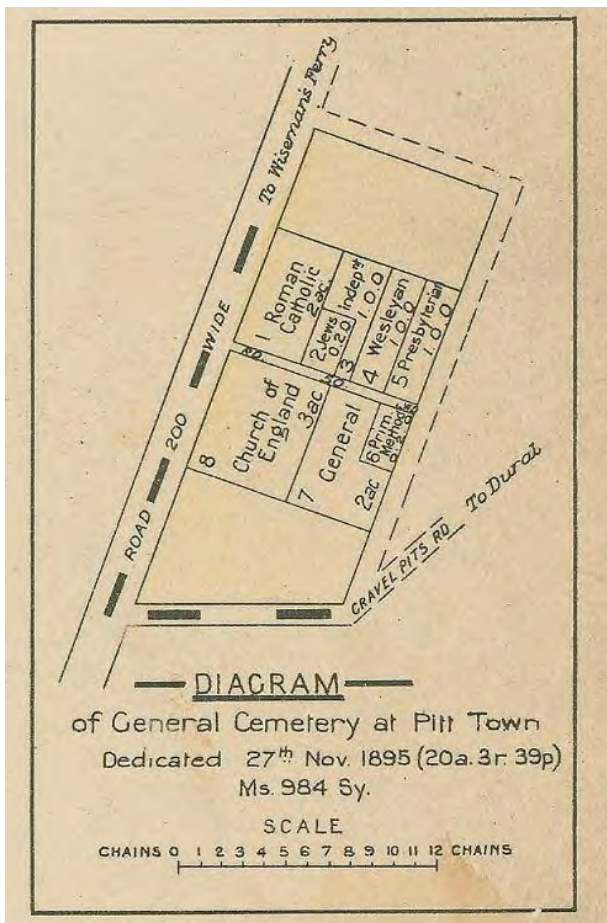 To Wiseman's Ferry
ROAD 200 WIDE
1 Roman
Catholic
2ac.
2 Jews
0.2.0
3 Indep't
1.0.0
4 Wesleyan
1.0.0
5 Presbyterian
1.0.0
8 Church of
England
3ac
7 General
2ac
6 Prim.
Methods
GRAVEL PITS RD
To Dural
DIAGRAM
of General Cemetery at Pitt Town
Dedicated 27th Nov. 1895 (20a. 3r. 39p)
Ms. 984 Sy.
SCALE
CHAINS 0 1 2 3 4 5 6 7 8 9 10 11 12 CHAINS